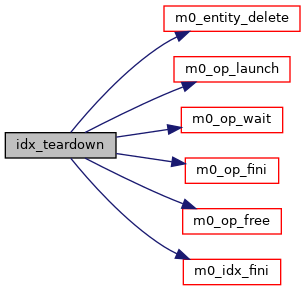 m0_entity_delete
m0_op_launch
m0_op_wait
idx_teardown
m0_op_fini
m0_op_free
m0_idx_fini